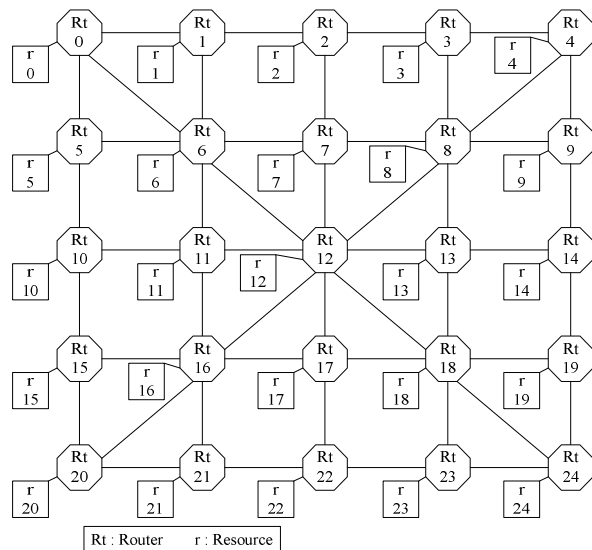 Rt Rt Rt Rt Rt
0 1 2 3 4
r r r r r
0 1 2 3 4
Rt Rt Rt Rt Rt
5 6 7 8 9
r r r r r
5 6 7 8 9
Rt Rt Rt Rt Rt
10 11 12 13 14
r r r r r
10 11 12 13 14
Rt Rt Rt Rt Rt
15 16 17 18 19
r r r r r
15 16 17 18 19
Rt Rt Rt Rt Rt
20 21 22 23 24
r r r r r
20 21 22 23 24
Rt : Router r : Resource